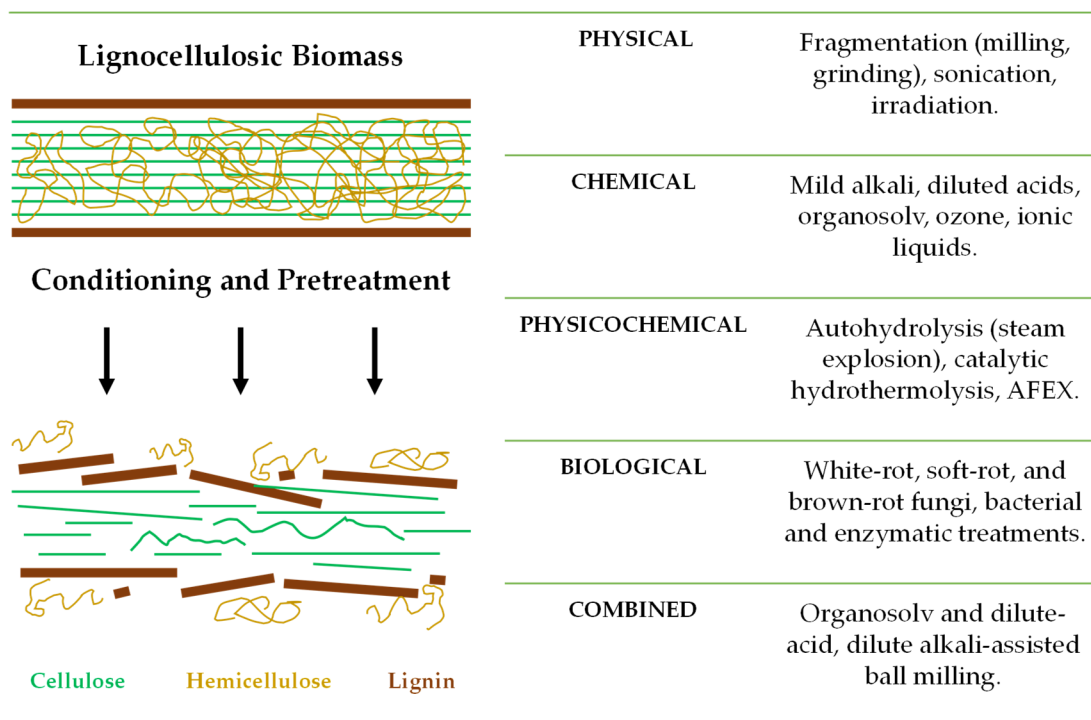 Lignocellulosic Biomass
Conditioning and Pretreatment
Cellulose Hemicellulose Lignin
PHYSICAL
Fragmentation (milling,
grinding), sonication,
irradiation.
CHEMICAL
Mild alkali, diluted acids,
organosolv, ozone, ionic
liquids.
PHYSICOCHEMICAL
Autohydrolysis (steam
explosion), catalytic
hydrothermolysis, AFEX.
BIOLOGICAL
White-rot, soft-rot, and
brown-rot fungi, bacterial
and enzymatic treatments.
COMBINED
Organosolv and dilute-
acid, dilute alkali-assisted
ball milling.